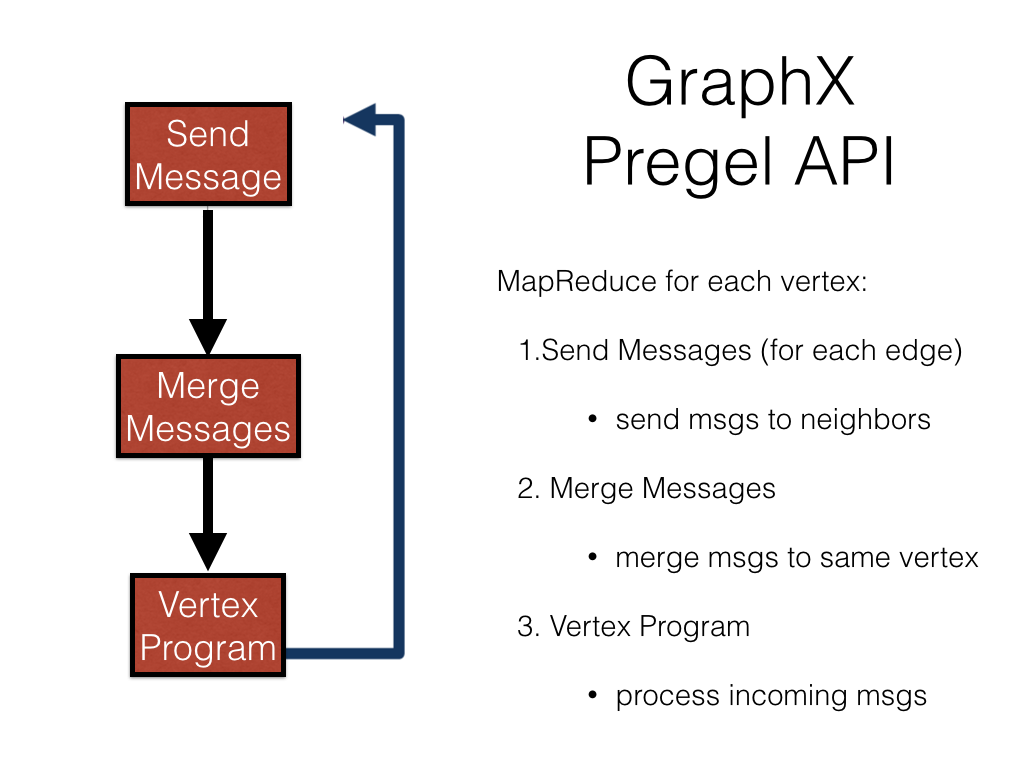 GraphX
Pregel API
Send
Message
Merge
Messages
Vertex
Program
MapReduce for each vertex:
1.Send Messages (for each edge)
• send msgs to neighbors
2. Merge Messages
• merge msgs to same vertex
3. Vertex Program
• process incoming msgs